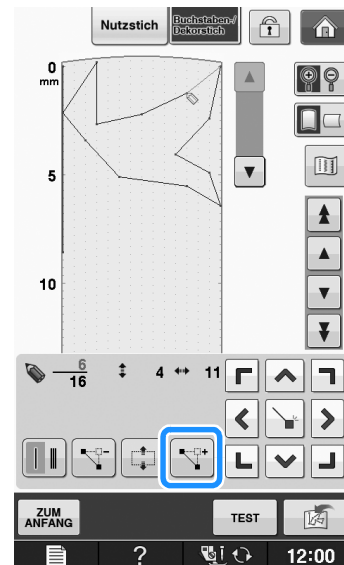 Nutzstich
Buchstaben-/
Dekorstich
0
mm
5
10
6
16
4
11
ZUM
ANFANG
TEST
?
12:00